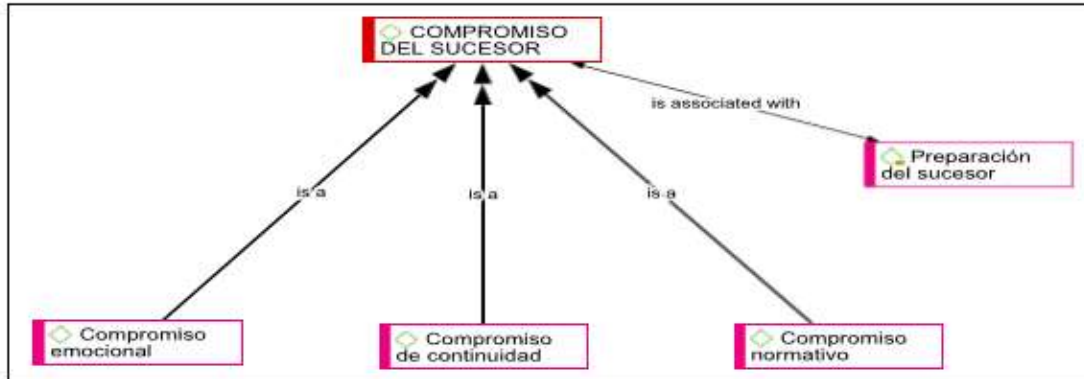 COMPROMISO
DEL SUCESOR
is associated with
Preparación
del sucesor
is a
is a
is a
Compromiso
emocional
Compromiso
de continuidad
Compromiso
normativo